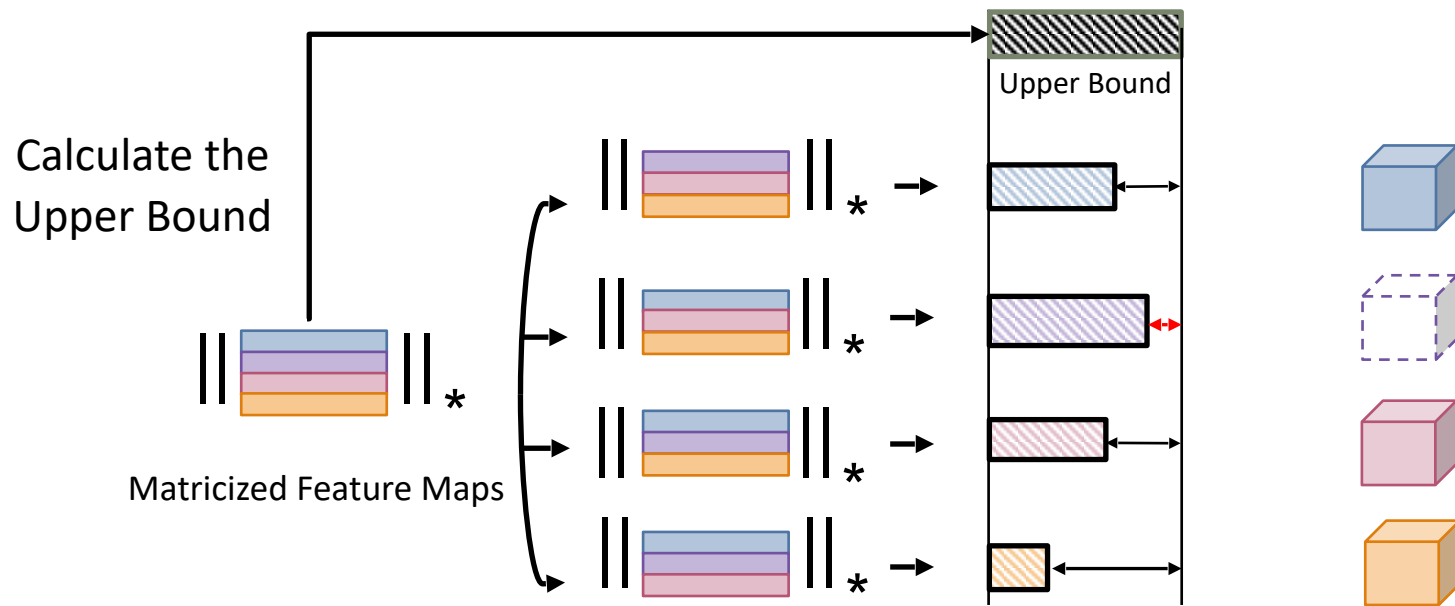 Upper Bound
Calculate the
Upper Bound
|| ||*
|| ||*
|| ||*
|| ||*
|| ||*
Matricized Feature Maps